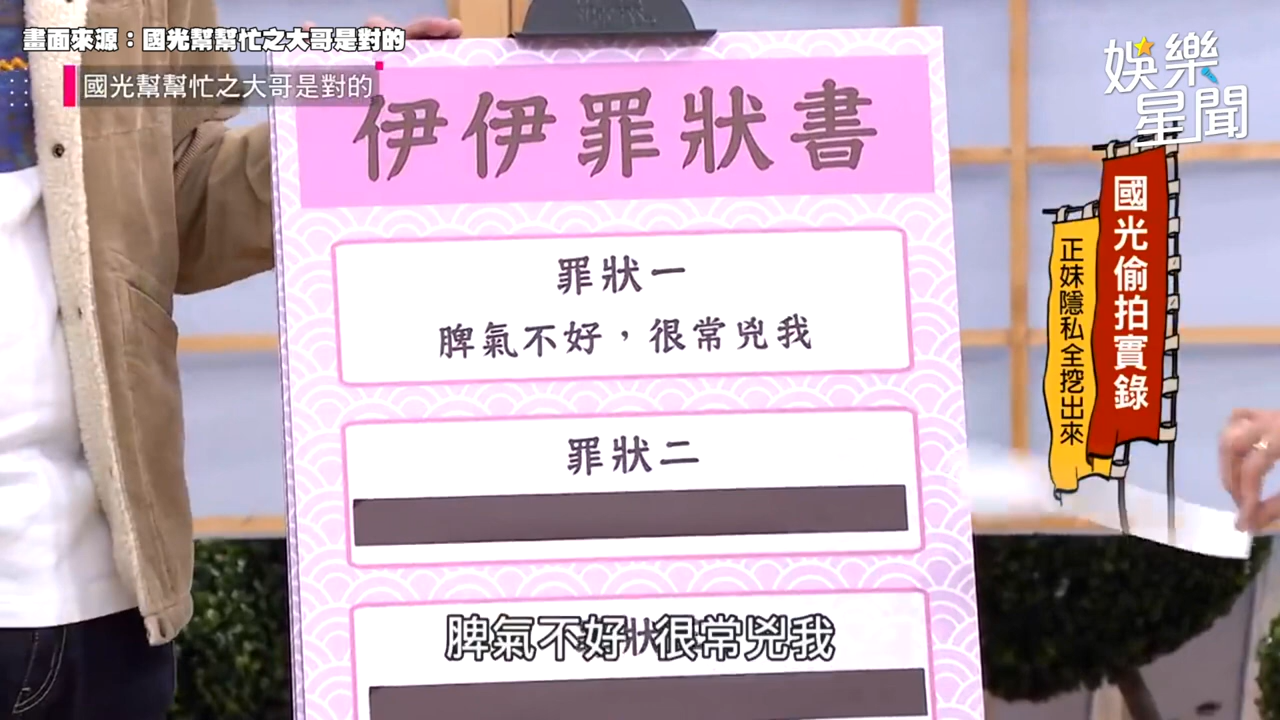 畫面來源：國光幫幫忙之大哥是對的
國光幫幫忙之大哥是對的
娛樂星聞
伊伊罪狀書
罪狀一
脾氣不好，很常兇我
罪狀二
國光偷拍實錄
正妹隱私全挖出來
脾氣不好 很常兇我